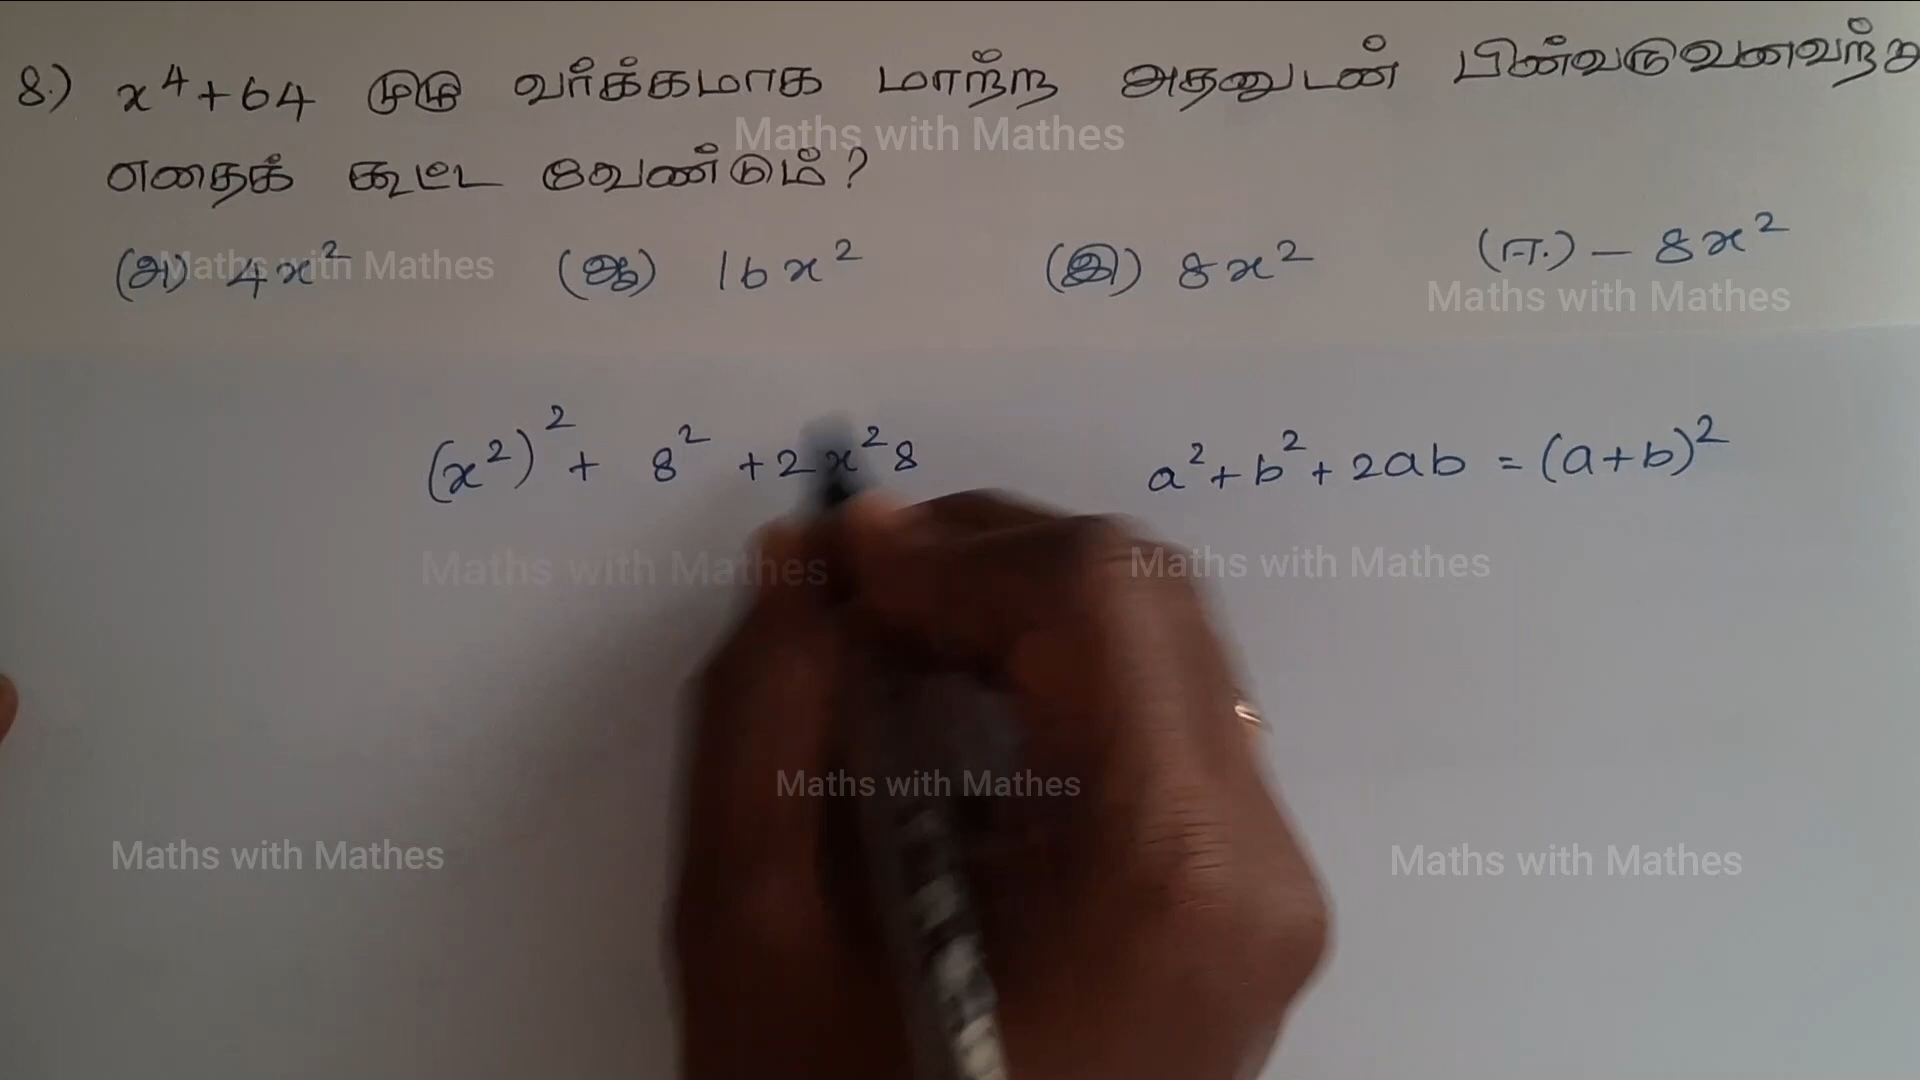 8.) x⁴+64 முழு வர்க்கமாக மாற்ற அதனுடன் பின்வருவனவற்று
எதைக் கூட்ட வேண்டும்?
(அ) 4x² (ஆ) 16x² (இ) 8x² (ஈ.) – 8x²
(x²)² + 8² +2x²8 a²+b²+2ab = (a+b)²
Maths with Mathes
Maths with Mathes
Maths with Mathes
Maths with Mathes
Maths with Mathes
Maths with Mathes
Maths with Mathes
Maths with Mathes